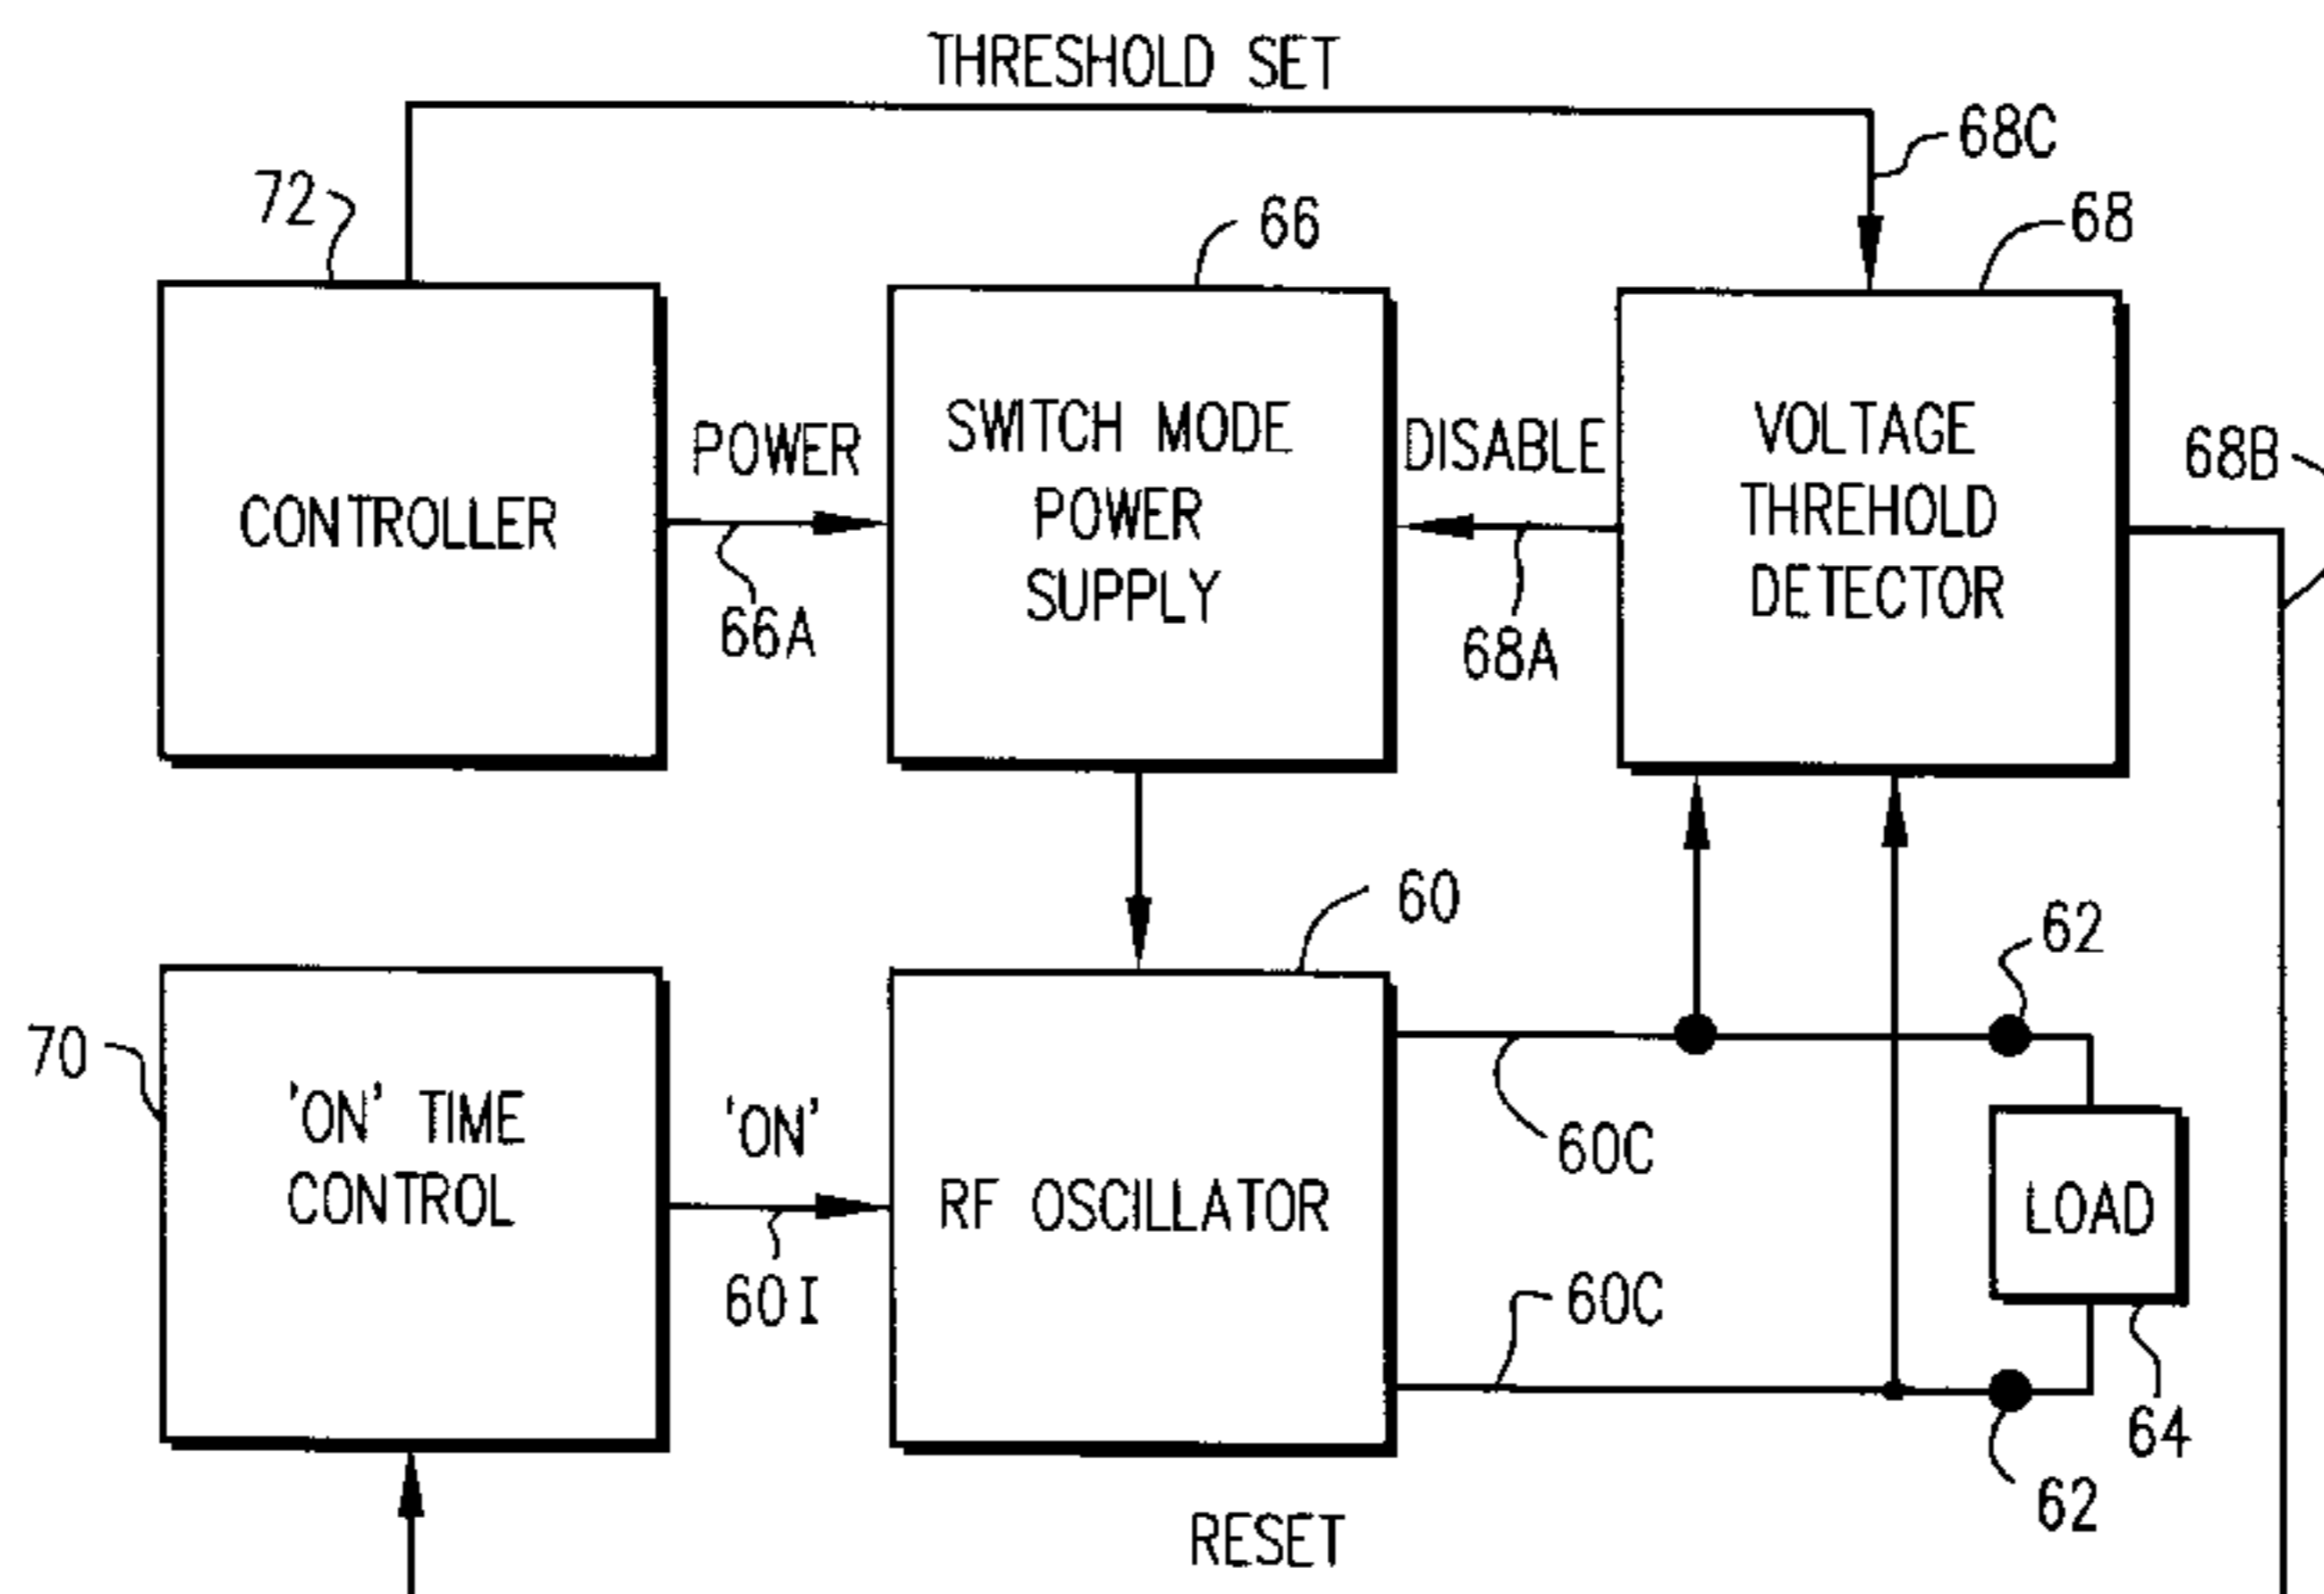 THRESHOLD SET
68C
72
66
68
CONTROLLER
POWER
66A
SWITCH MODE
POWER
SUPPLY
DISABLE
68A
VOLTAGE
THREHOLD
DETECTOR
68B
60
62
70
'ON' TIME
CONTROL
'ON'
60I
RF OSCILLATOR
60C
60C
LOAD
64
62
RESET